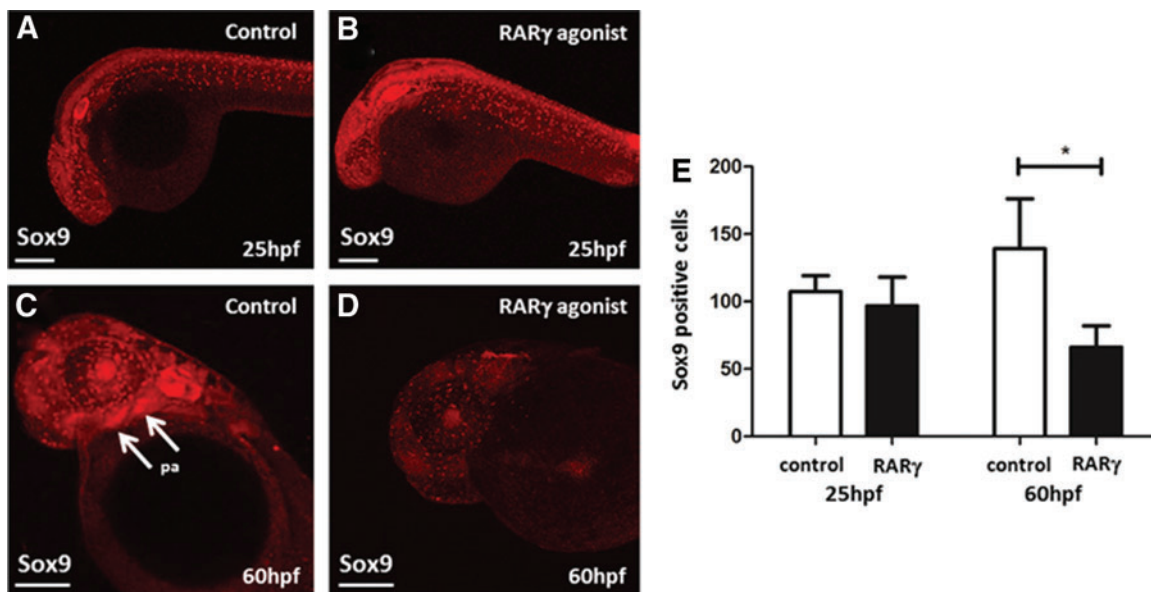 A Control
Sox9 25hpf
B RARγ agonist
Sox9 25hpf
C Control
pa
Sox9 60hpf
D RARγ agonist
Sox9 60hpf
E
*
Sox9 positive cells
200
150
100
50
0
control RARγ control RARγ
25hpf 60hpf